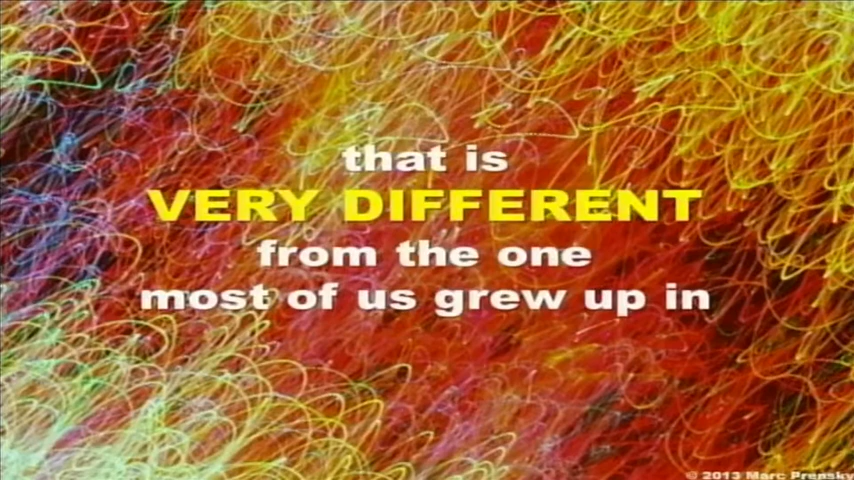 that is
VERY DIFFERENT
from the one
most of us grew up in
© 2013 Marc Prensky